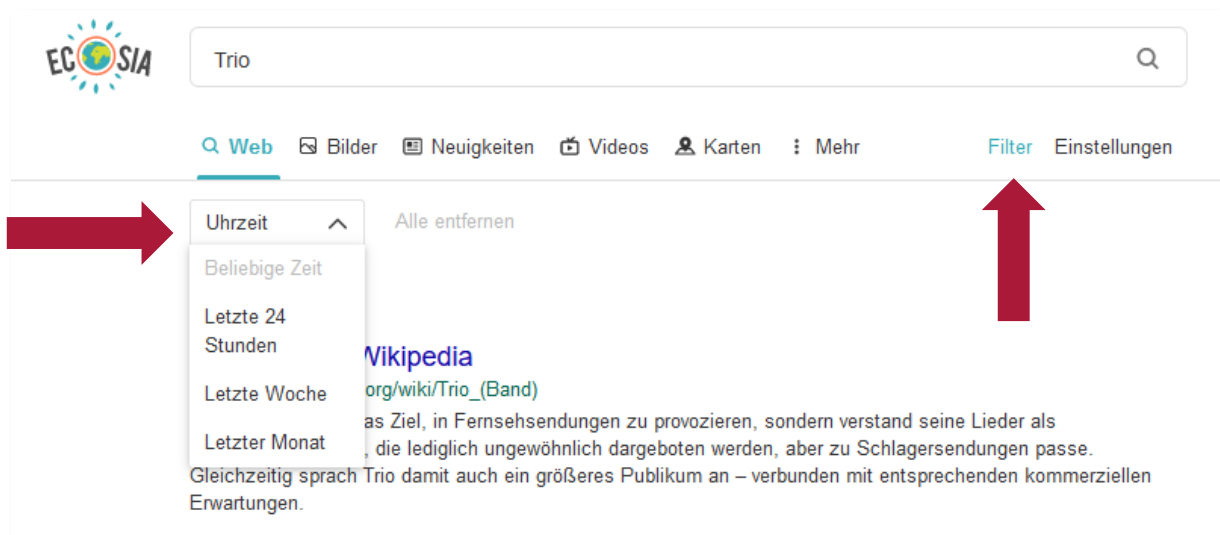 ECOSIA
Trio
Web Bilder Neuigkeiten Videos Karten Mehr Filter Einstellungen
Uhrzeit Alle entfernen
Beliebige Zeit
Letzte 24
Stunden
Wikipedia
org/wiki/Trio_(Band)
Letzte Woche
as Ziel, in Fernsehsendungen zu provozieren, sondern verstand seine Lieder als
Letzter Monat
, die lediglich ungewöhnlich dargeboten werden, aber zu Schlagersendungen passe.
Gleichzeitig sprach Trio damit auch ein größeres Publikum an – verbunden mit entsprechenden kommerziellen
Erwartungen.